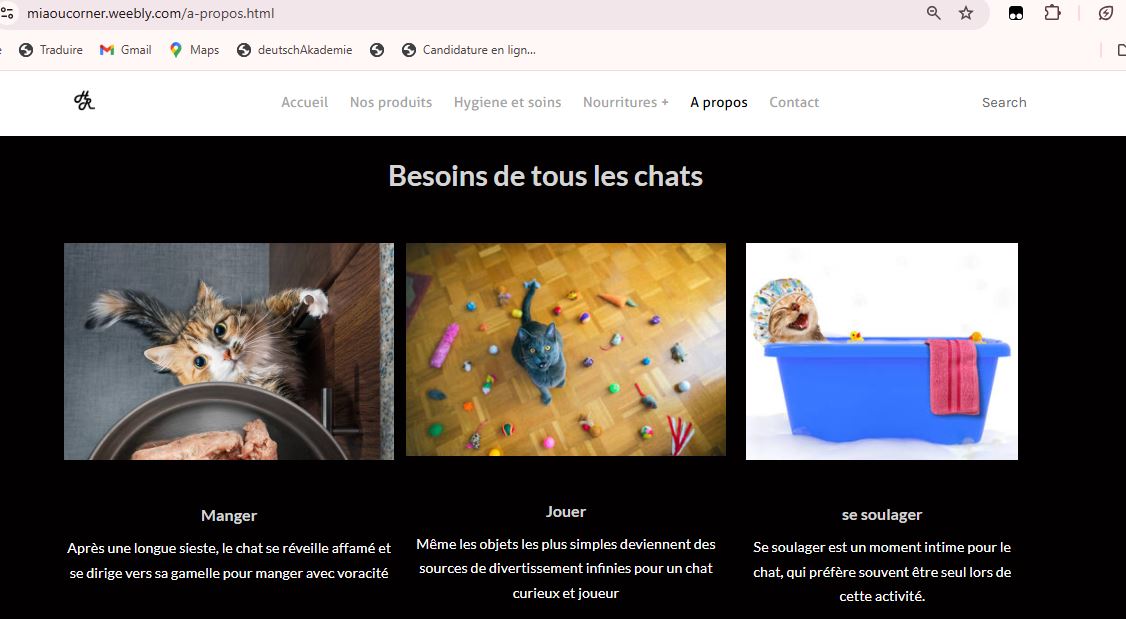 miaoucorner.weebly.com/a-propos.html
Traduire Gmail Maps deutschAkademie Candidature en lign...
HR Accueil Nos produits Hygiene et soins Nourritures + A propos Contact Search
Besoins de tous les chats
Manger
Après une longue sieste, le chat se réveille affamé et
se dirige vers sa gamelle pour manger avec voracité
Jouer
Même les objets les plus simples deviennent des
sources de divertissement infinies pour un chat
curieux et joueur
se soulager
Se soulager est un moment intime pour le
chat, qui préfère souvent être seul lors de
cette activité.